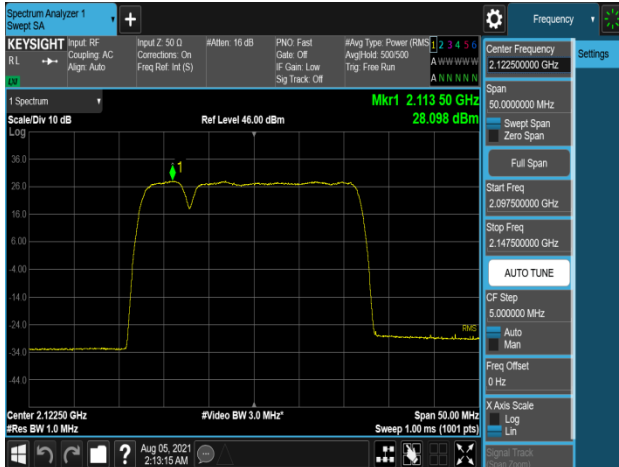 Spectrum Analyzer 1
Swept SA
+
Frequency
KEYSIGHT
RL
LU
Input: RF
Coupling: AC
Align: Auto
Input Z: 50 Ω
Corrections: On
Freq Ref: Int (S)
#Atten: 16 dB
PNO: Fast
Gate: Off
IF Gain: Low
Sig Track: Off
#Avg Type: Power (RMS
Avg|Hold: 500/500
Trig: Free Run
1 2 3 4 5 6
A W W W W W
A N N N N N
Center Frequency
2.122500000 GHz
Settings
Span
50.0000000 MHz
Swept Span
Zero Span
Full Span
Start Freq
2.097500000 GHz
Stop Freq
2.147500000 GHz
AUTO TUNE
CF Step
5.000000 MHz
Auto
Man
Freq Offset
0 Hz
X Axis Scale
Log
Lin
Signal Track
(Span Zoom)
1 Spectrum
Scale/Div 10 dB
Ref Level 46.00 dBm
Mkr1 2.113 50 GHz
28.098 dBm
Log
36.0
26.0
16.0
6.00
-4.00
-14.0
-24.0
-34.0
-44.0
1
RMS
Center 2.12250 GHz
#Res BW 1.0 MHz
#Video BW 3.0 MHz*
Span 50.00 MHz
Sweep 1.00 ms (1001 pts)
?
Aug 05, 2021
2:13:15 AM